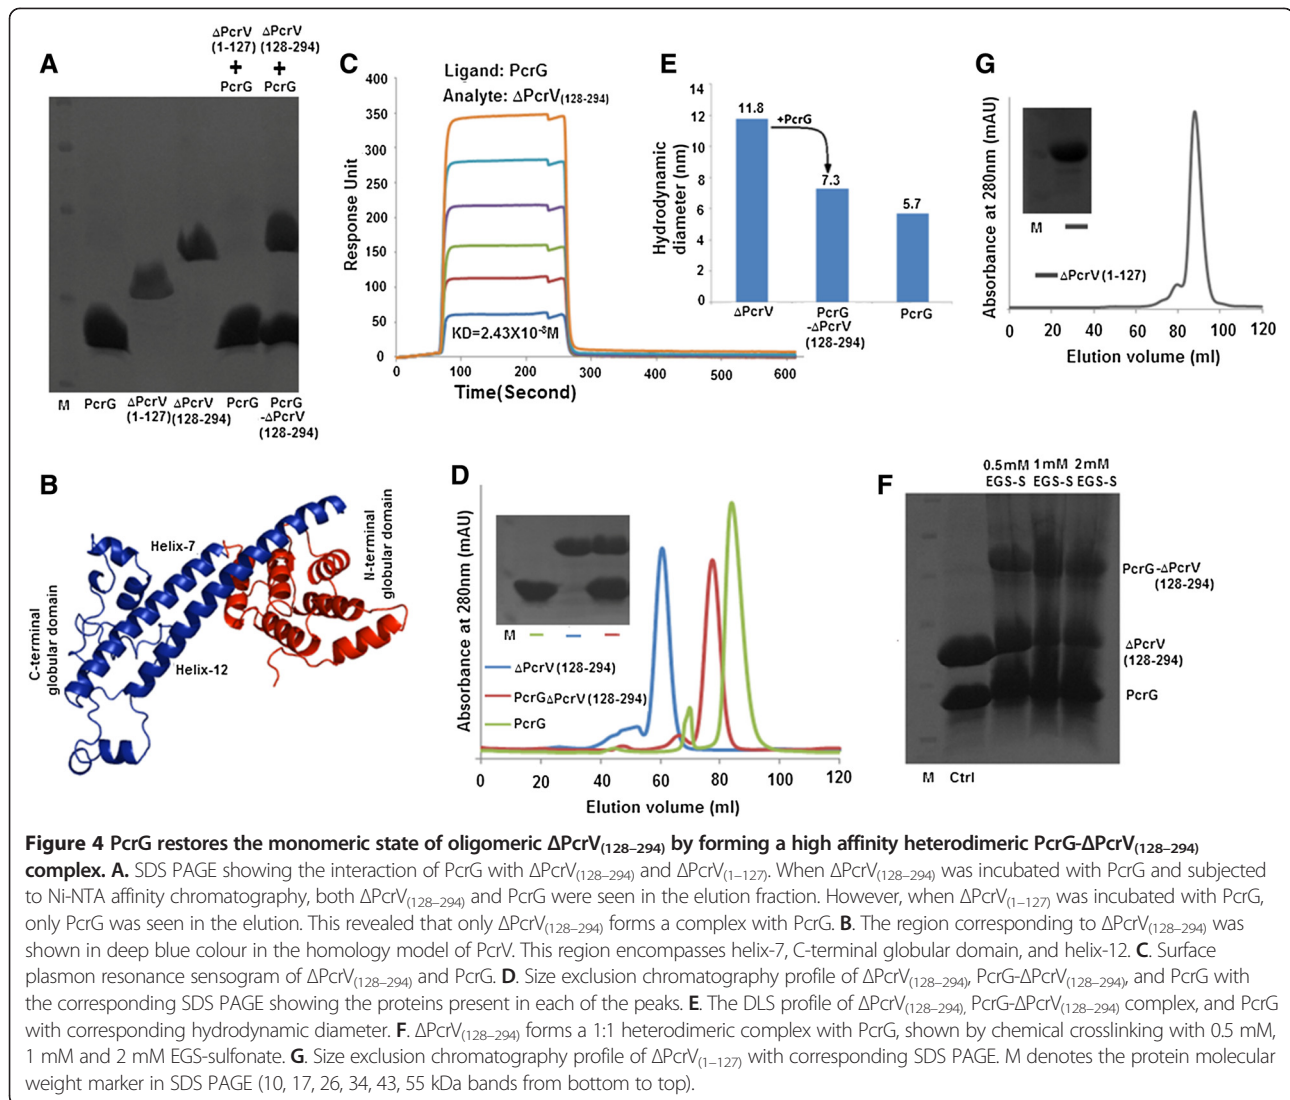 A
ΔPcrV ΔPcrV
(1-127) (128-294)
+ +
PcrG PcrG
M PcrG ΔPcrV ΔPcrV PcrG PcrG
(1-127) (128-294) -ΔPcrV
(128-294)
C
Ligand: PcrG
Analyte: ΔPcrV(128-294)
Response Unit
400
350
300
250
200
150
100
50
0
KD=2.43X10⁻⁸M
0 100 200 300 400 500 600
Time(Second)
E
Hydrodynamic
diameter (nm)
14
12
10
8
6
4
2
0
11.8
+PcrG
7.3
5.7
ΔPcrV PcrG PcrG
-ΔPcrV
(128-294)
G
Absorbance at 280nm (mAU)
M
ΔPcrV(1-127)
0 20 40 60 80 100 120
Elution volume (ml)
B
C-terminal
globular domain
Helix-7
Helix-12
N-terminal
globular domain
D
Absorbance at 280nm (mAU)
M
ΔPcrV(128-294)
PcrGΔPcrV(128-294)
PcrG
0 20 40 60 80 100 120
Elution volume (ml)
F
0.5mM 1mM 2mM
EGS-S EGS-S EGS-S
PcrG-ΔPcrV
(128-294)
ΔPcrV
(128-294)
PcrG
M Ctrl
Figure 4 PcrG restores the monomeric state of oligomeric ΔPcrV(128–294) by forming a high affinity heterodimeric PcrG-ΔPcrV(128–294)
complex. A. SDS PAGE showing the interaction of PcrG with ΔPcrV(128–294) and ΔPcrV(1–127). When ΔPcrV(128–294) was incubated with PcrG and subjected
to Ni-NTA affinity chromatography, both ΔPcrV(128–294) and PcrG were seen in the elution fraction. However, when ΔPcrV(1–127) was incubated with PcrG,
only PcrG was seen in the elution. This revealed that only ΔPcrV(128–294) forms a complex with PcrG. B. The region corresponding to ΔPcrV(128–294) was
shown in deep blue colour in the homology model of PcrV. This region encompasses helix-7, C-terminal globular domain, and helix-12. C. Surface
plasmon resonance sensogram of ΔPcrV(128–294) and PcrG. D. Size exclusion chromatography profile of ΔPcrV(128–294), PcrG-ΔPcrV(128–294), and PcrG with
the corresponding SDS PAGE showing the proteins present in each of the peaks. E. The DLS profile of ΔPcrV(128–294), PcrG-ΔPcrV(128–294) complex, and PcrG
with corresponding hydrodynamic diameter. F. ΔPcrV(128–294) forms a 1:1 heterodimeric complex with PcrG, shown by chemical crosslinking with 0.5 mM,
1 mM and 2 mM EGS-sulfonate. G. Size exclusion chromatography profile of ΔPcrV(1–127) with corresponding SDS PAGE. M denotes the protein molecular
weight marker in SDS PAGE (10, 17, 26, 34, 43, 55 kDa bands from bottom to top).